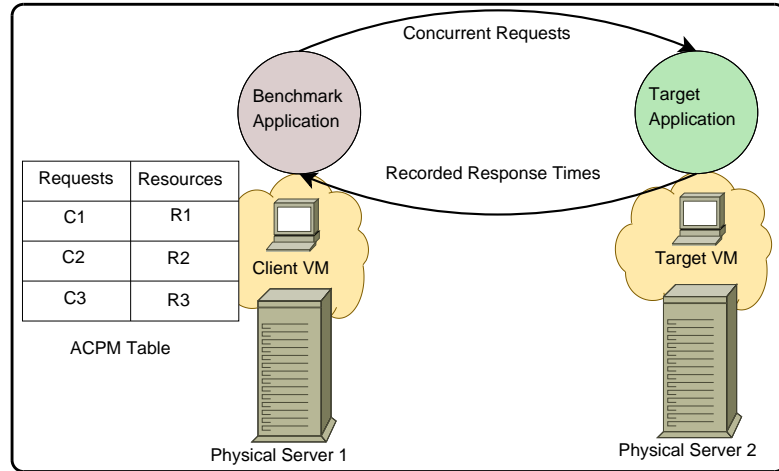 Concurrent Requests
Benchmark
Application
Target
Application
Recorded Response Times
Requests Resources
C1 R1
C2 R2
C3 R3
ACPM Table
Client VM
Target VM
Physical Server 1
Physical Server 2